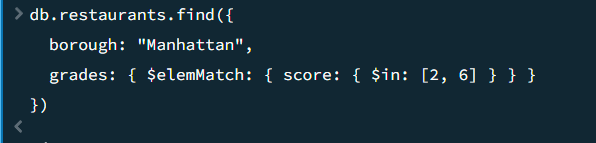 > db.restaurants.find({
borough: "Manhattan",
grades: { $elemMatch: { score: { $in: [2, 6] } } }
})
<